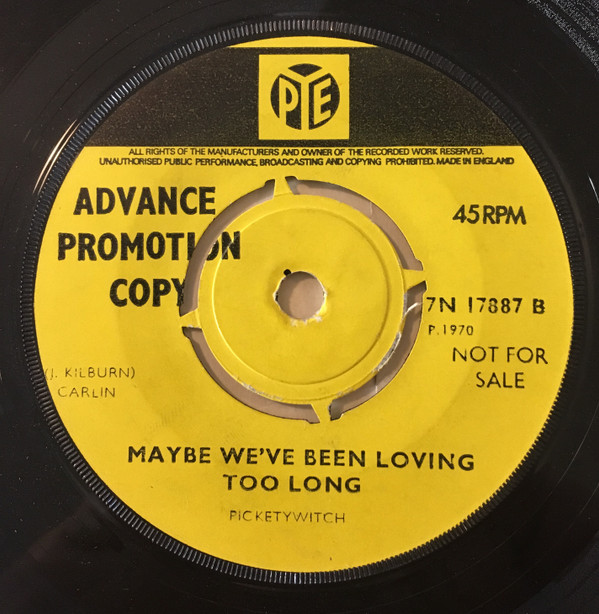 PYE
ALL RIGHTS OF THE MANUFACTURERS AND OWNER OF THE RECORDED WORK RESERVED.
UNAUTHORISED PUBLIC PERFORMANCE, BROADCASTING AND COPYING PROHIBITED. MADE IN ENGLAND
ADVANCE
PROMOTION
COPY
45 RPM
7N 17887 B
P. 1970
NOT FOR
SALE
(J. KILBURN)
CARLIN
MAYBE WE'VE BEEN LOVING
TOO LONG
PICKETYWITCH